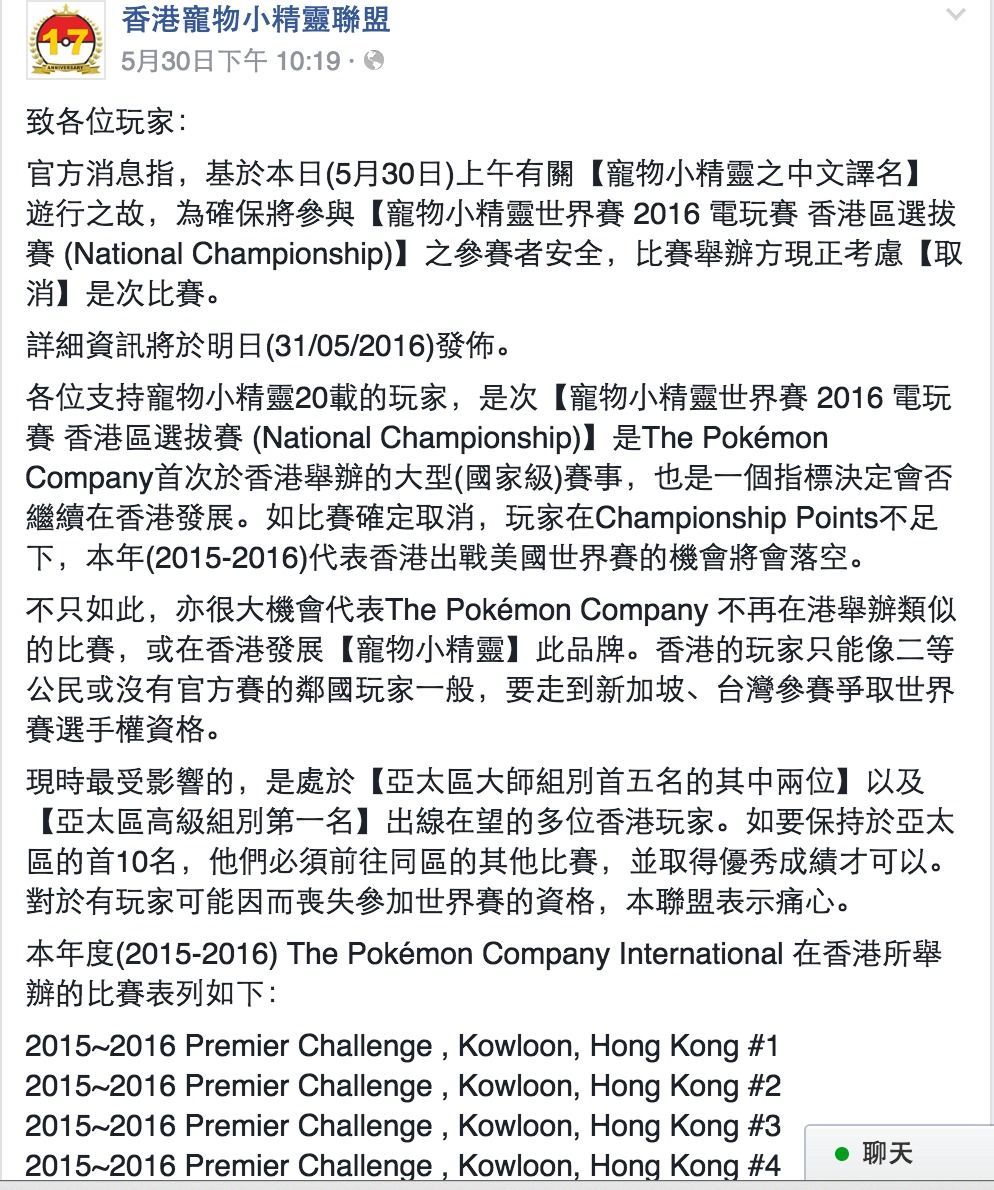 17
ANNIVERSARY
香港寵物小精靈聯盟
5月30日下午 10:19 ·
致各位玩家：
官方消息指，基於本日(5月30日)上午有關【寵物小精靈之中文譯名】
遊行之故，為確保將參與【寵物小精靈世界賽 2016 電玩賽 香港區選拔
賽 (National Championship)】之參賽者安全，比賽舉辦方現正考慮【取
消】是次比賽。
詳細資訊將於明日(31/05/2016)發佈。
各位支持寵物小精靈20載的玩家，是次【寵物小精靈世界賽 2016 電玩
賽 香港區選拔賽 (National Championship)】是The Pokémon
Company首次於香港舉辦的大型(國家級)賽事，也是一個指標決定會否
繼續在香港發展。如比賽確定取消，玩家在Championship Points不足
下，本年(2015-2016)代表香港出戰美國世界賽的機會將會落空。
不只如此，亦很大機會代表The Pokémon Company 不再在港舉辦類似
的比賽，或在香港發展【寵物小精靈】此品牌。香港的玩家只能像二等
公民或沒有官方賽的鄰國玩家一般，要走到新加坡、台灣參賽爭取世界
賽選手權資格。
現時最受影響的，是處於【亞太區大師組別首五名的其中兩位】以及
【亞太區高級組別第一名】出線在望的多位香港玩家。如要保持於亞太
區的首10名，他們必須前往同區的其他比賽，並取得優秀成績才可以。
對於有玩家可能因而喪失參加世界賽的資格，本聯盟表示痛心。
本年度(2015-2016) The Pokémon Company International 在香港所舉
辦的比賽表列如下：
2015~2016 Premier Challenge , Kowloon, Hong Kong #1
2015~2016 Premier Challenge , Kowloon, Hong Kong #2
2015~2016 Premier Challenge , Kowloon, Hong Kong #3
2015~2016 Premier Challenge , Kowloon, Hong Kong #4
聊天